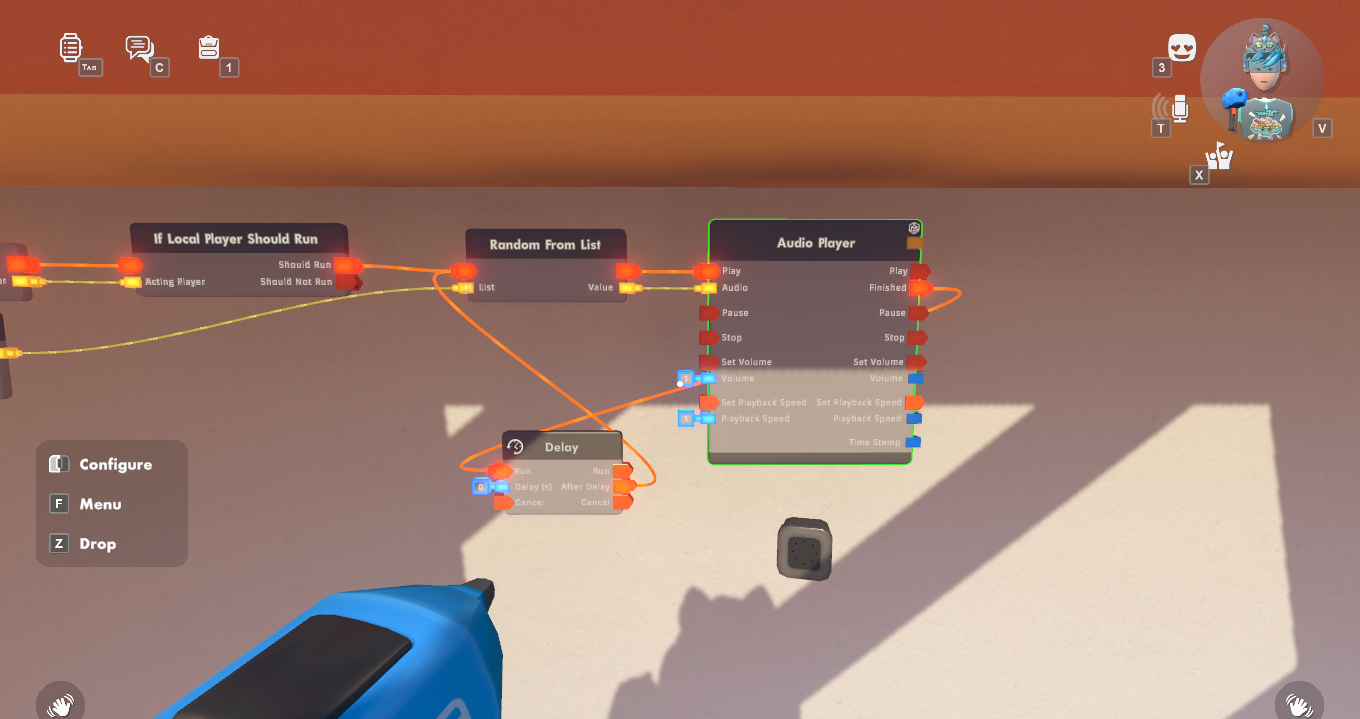 TAB
C
1
3
T
V
X
If Local Player Should Run
Should Run
Acting Player
Should Not Run
Random From List
List
Value
Audio Player
Play
Play
Audio
Finished
Pause
Pause
Stop
Stop
Set Volume
Set Volume
1
Volume
Volume
Set Playback Speed
Set Playback Speed
1
Playback Speed
Playback Speed
Time Stamp
Delay
Run
Run
0
Delay (s)
After Delay
Cancel
Cancel
Configure
F
Menu
Z
Drop